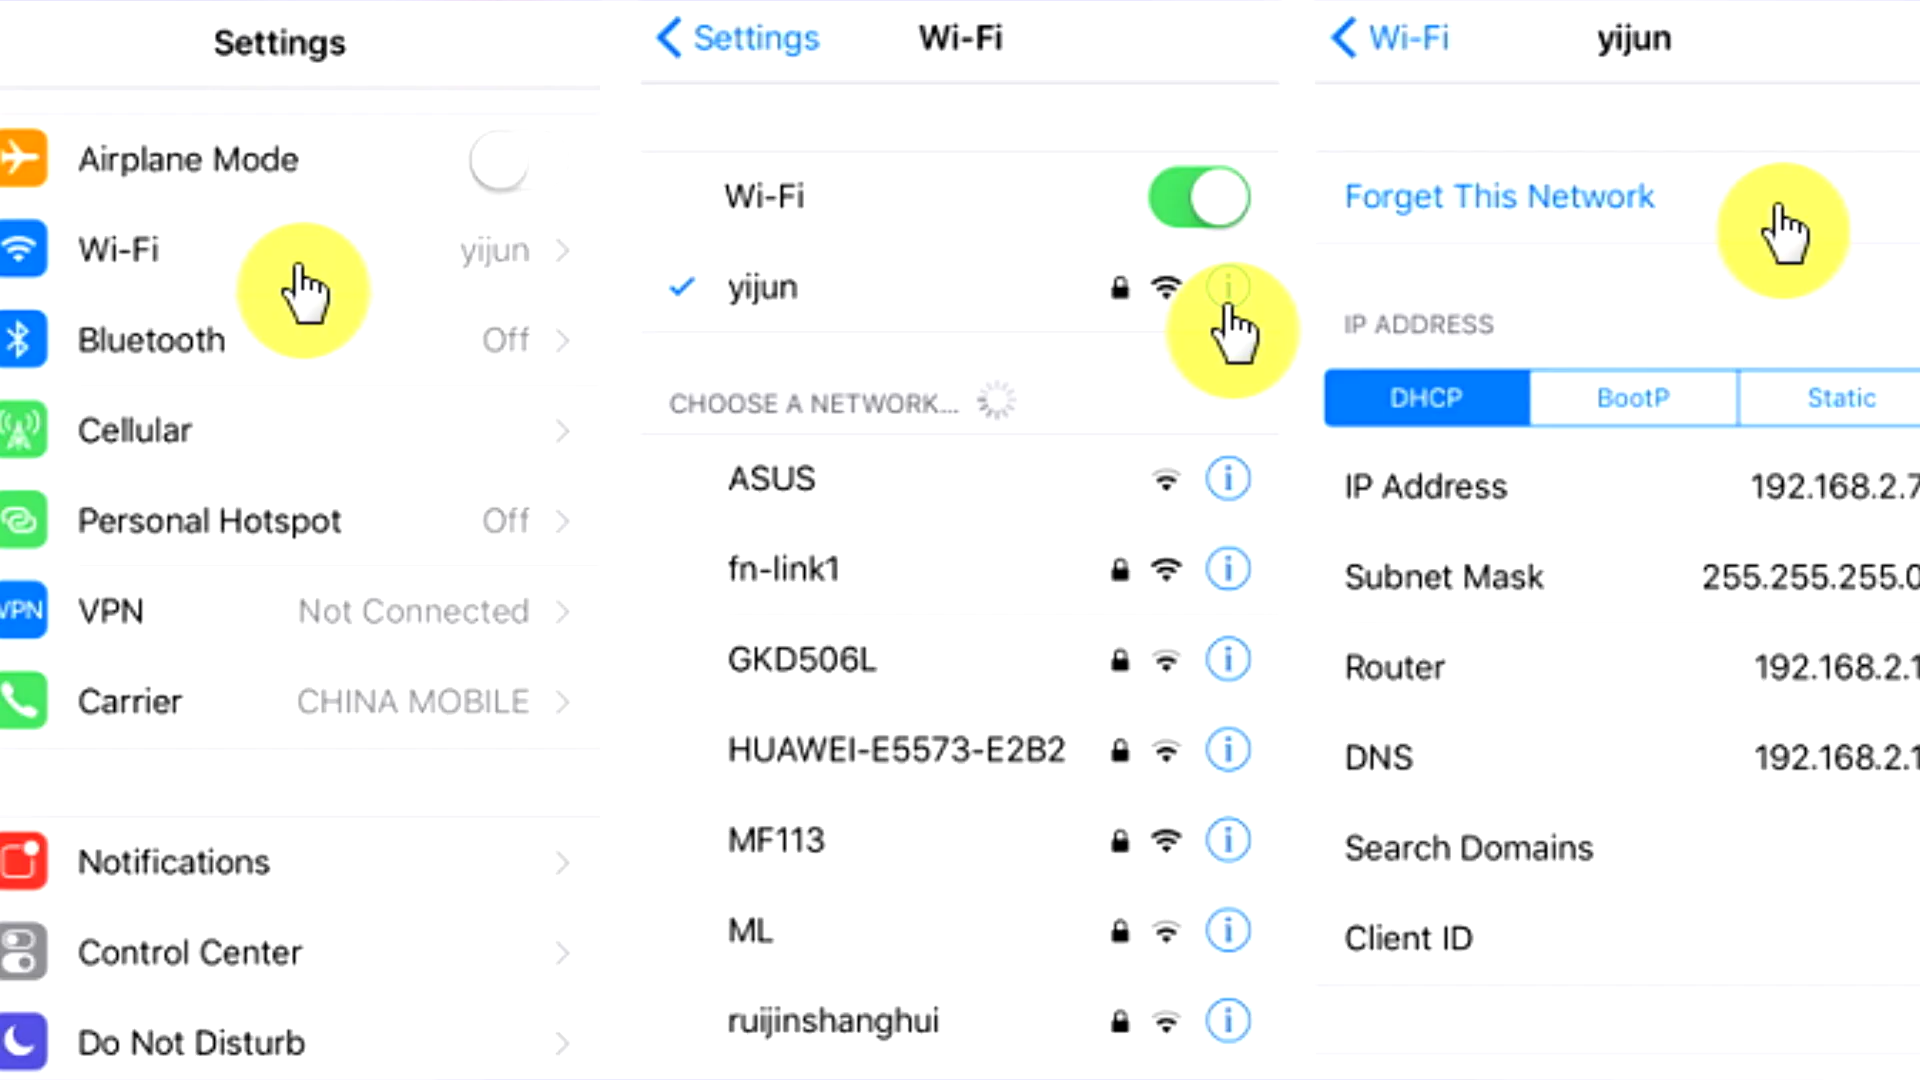 Settings
Airplane Mode
Wi-Fi yijun
Bluetooth Off
Cellular
Personal Hotspot Off
VPN VPN Not Connected
Carrier CHINA MOBILE
Notifications
Control Center
Do Not Disturb
Settings Wi-Fi
Wi-Fi
yijun
CHOOSE A NETWORK...
ASUS
fn-link1
GKD506L
HUAWEI-E5573-E2B2
MF113
ML
ruijinshanghui
Wi-Fi yijun
Forget This Network
IP ADDRESS
DHCP BootP Static
IP Address 192.168.2.7
Subnet Mask 255.255.255.0
Router 192.168.2.1
DNS 192.168.2.1
Search Domains
Client ID